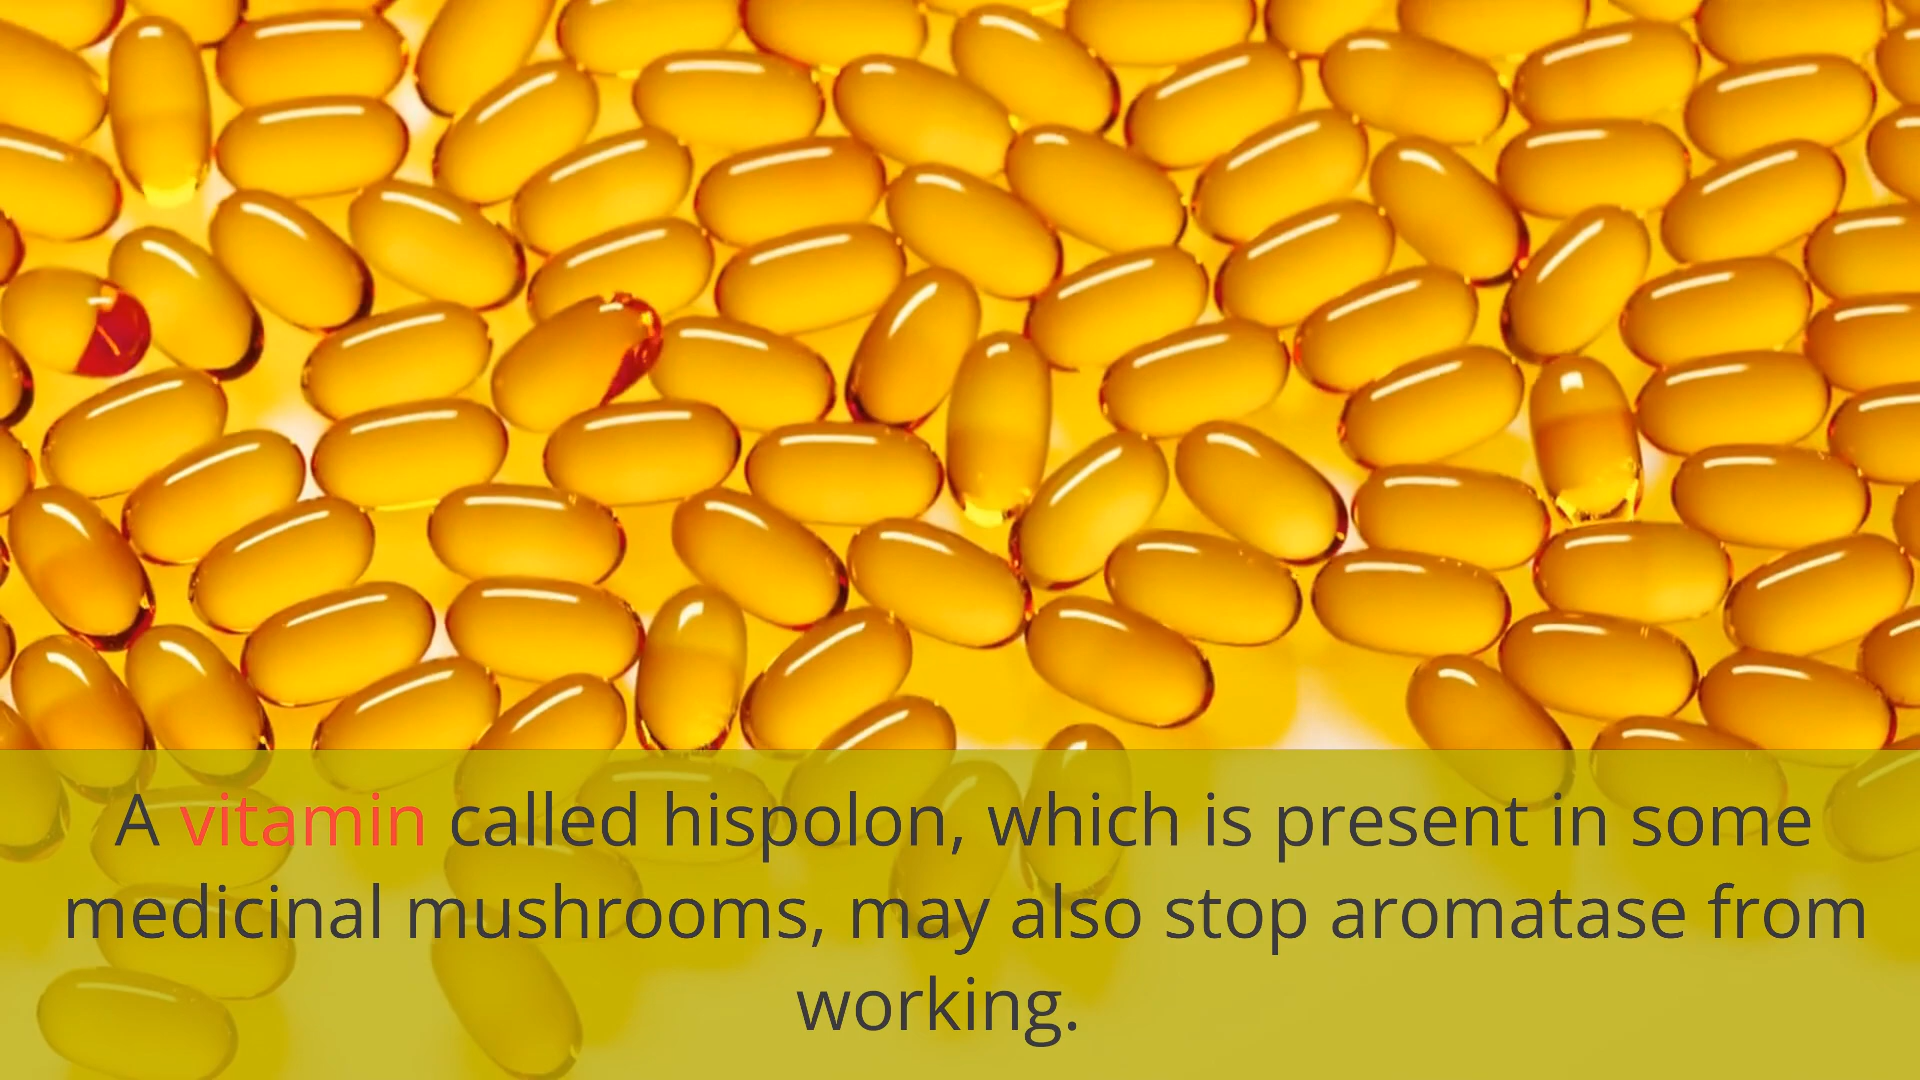 A vitamin called hispolon, which is present in some
medicinal mushrooms, may also stop aromatase from
working.